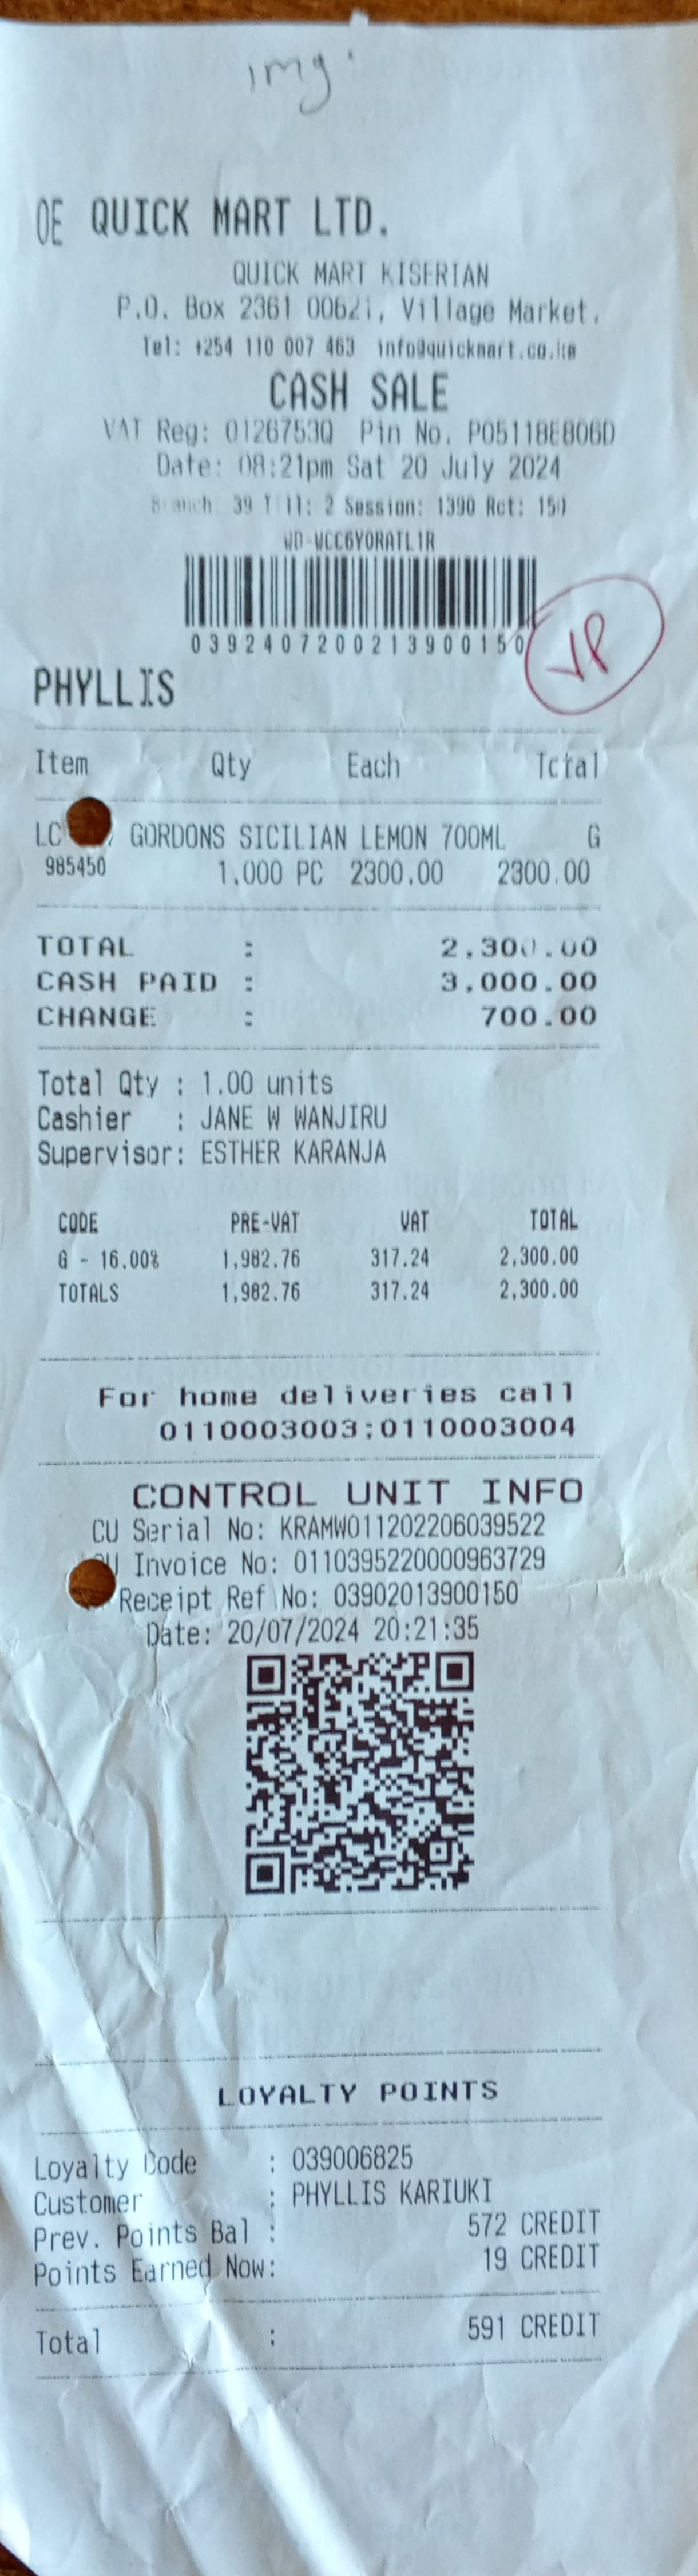 img.
OE QUICK MART LTD.
QUICK MART KISERIAN
P.O. Box 2361 00621, Village Market.
Tel: +254 110 007 463 info@quickmart.co.ke
CASH SALE
VAT Reg: 0126753Q Pin No.
Date: 08:21pm Sat 20 July 2024
Branch 39 T 11: 2 Session: 1390 Rct: 150
WD-WCC6Y0RATL1R
039240720021390 0150
VP
PHYLLIS
Item Qty Each Total
GORDONS SICILIAN LEMON 700ML G
985450 1.000 PC 2300.00 2300.00
TOTAL : 2,300.00
CASH PAID : 3,000.00
CHANGE : 700.00
Total Qty : 1.00 units
Cashier : JANE W WANJIRU
Supervisor: ESTHER KARANJA
CODE PRE-VAT VAT TOTAL
G - 16.00% 1,982.76 317.24 2,300.00
TOTALS 1,982.76 317.24 2,300.00
For home deliveries call
0110003003:0110003004
CONTROL UNIT INFO
CU Serial No: KRAMW011202206039522
Invoice No: 0110395220000963729
Receipt Ref No: 03902013900150
Date: 20/07/2024 20:21:35
LOYALTY POINTS
Loyalty Code : 039006825
Customer : PHYLLIS KARIUKI
Prev. Points Bal : 572 CREDIT
Points Earned Now: 19 CREDIT
Total : 591 CREDIT